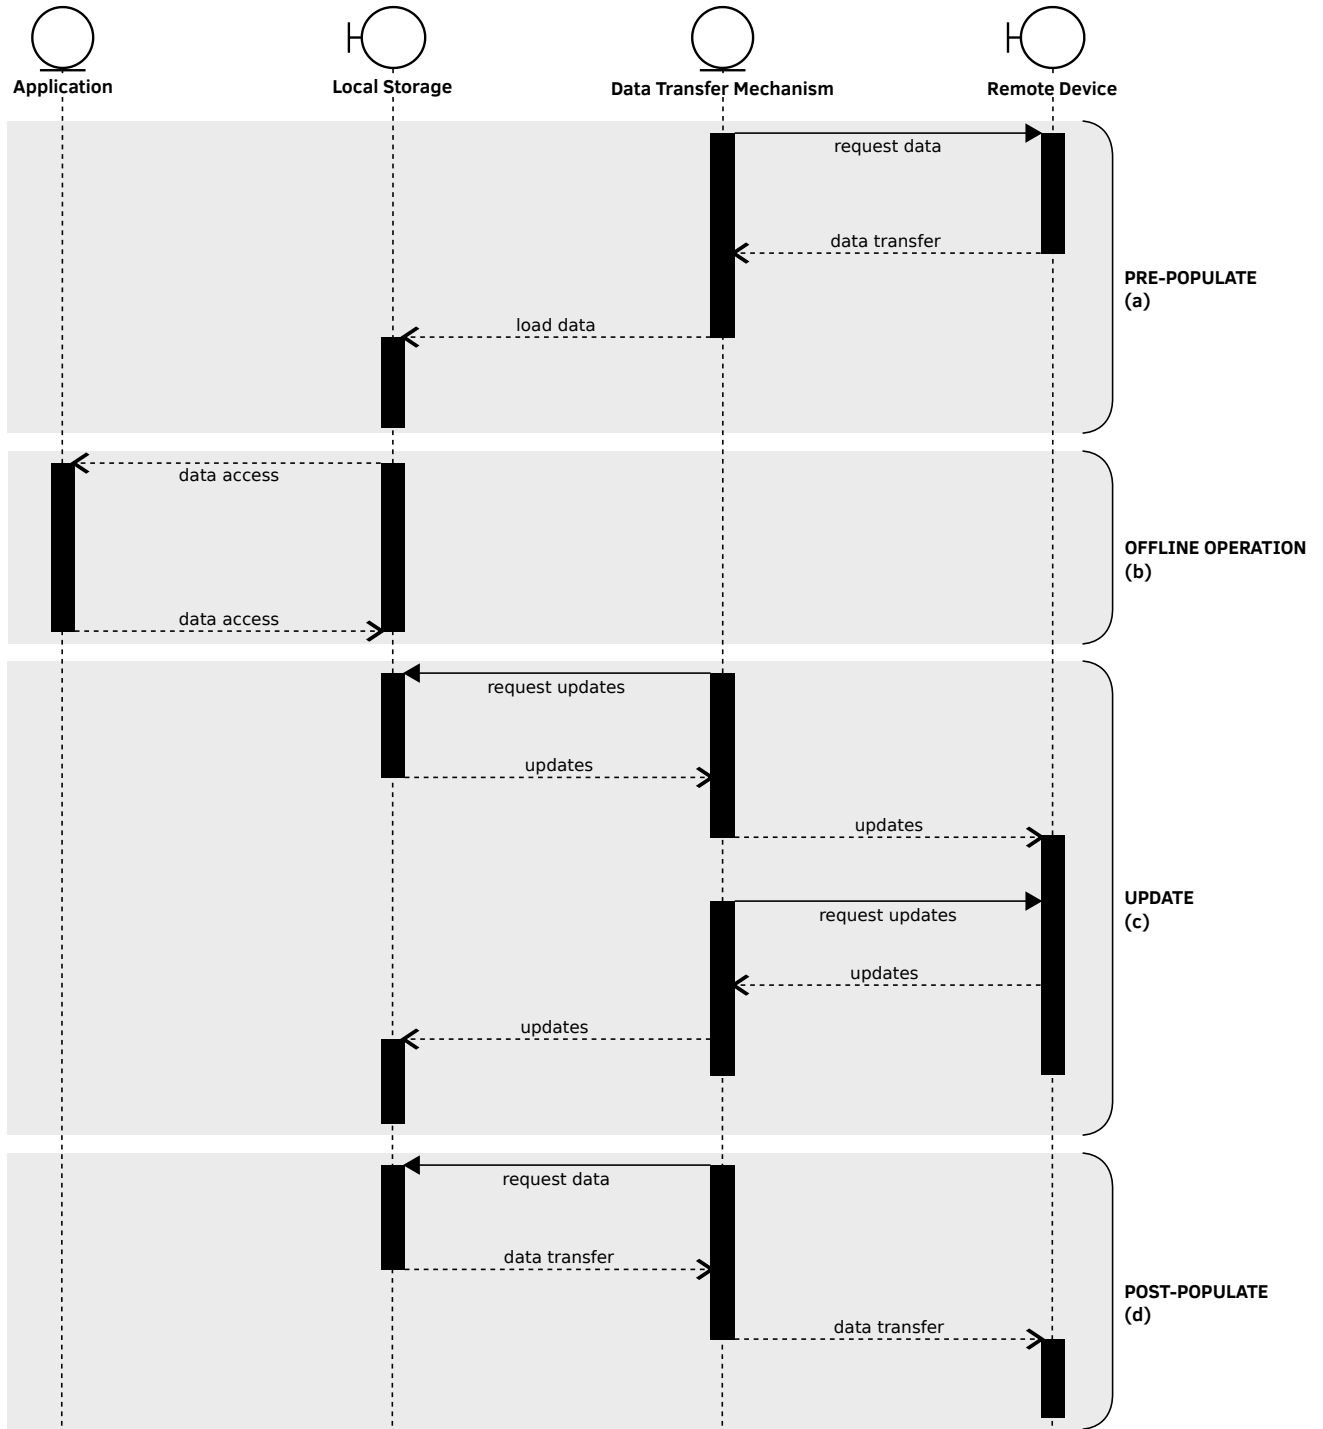 Application
Local Storage
Data Transfer Mechanism
Remote Device
request data
data transfer
PRE-POPULATE
(a)
load data
data access
OFFLINE OPERATION
(b)
data access
request updates
updates
updates
UPDATE
(c)
request updates
updates
updates
request data
data transfer
POST-POPULATE
(d)
data transfer